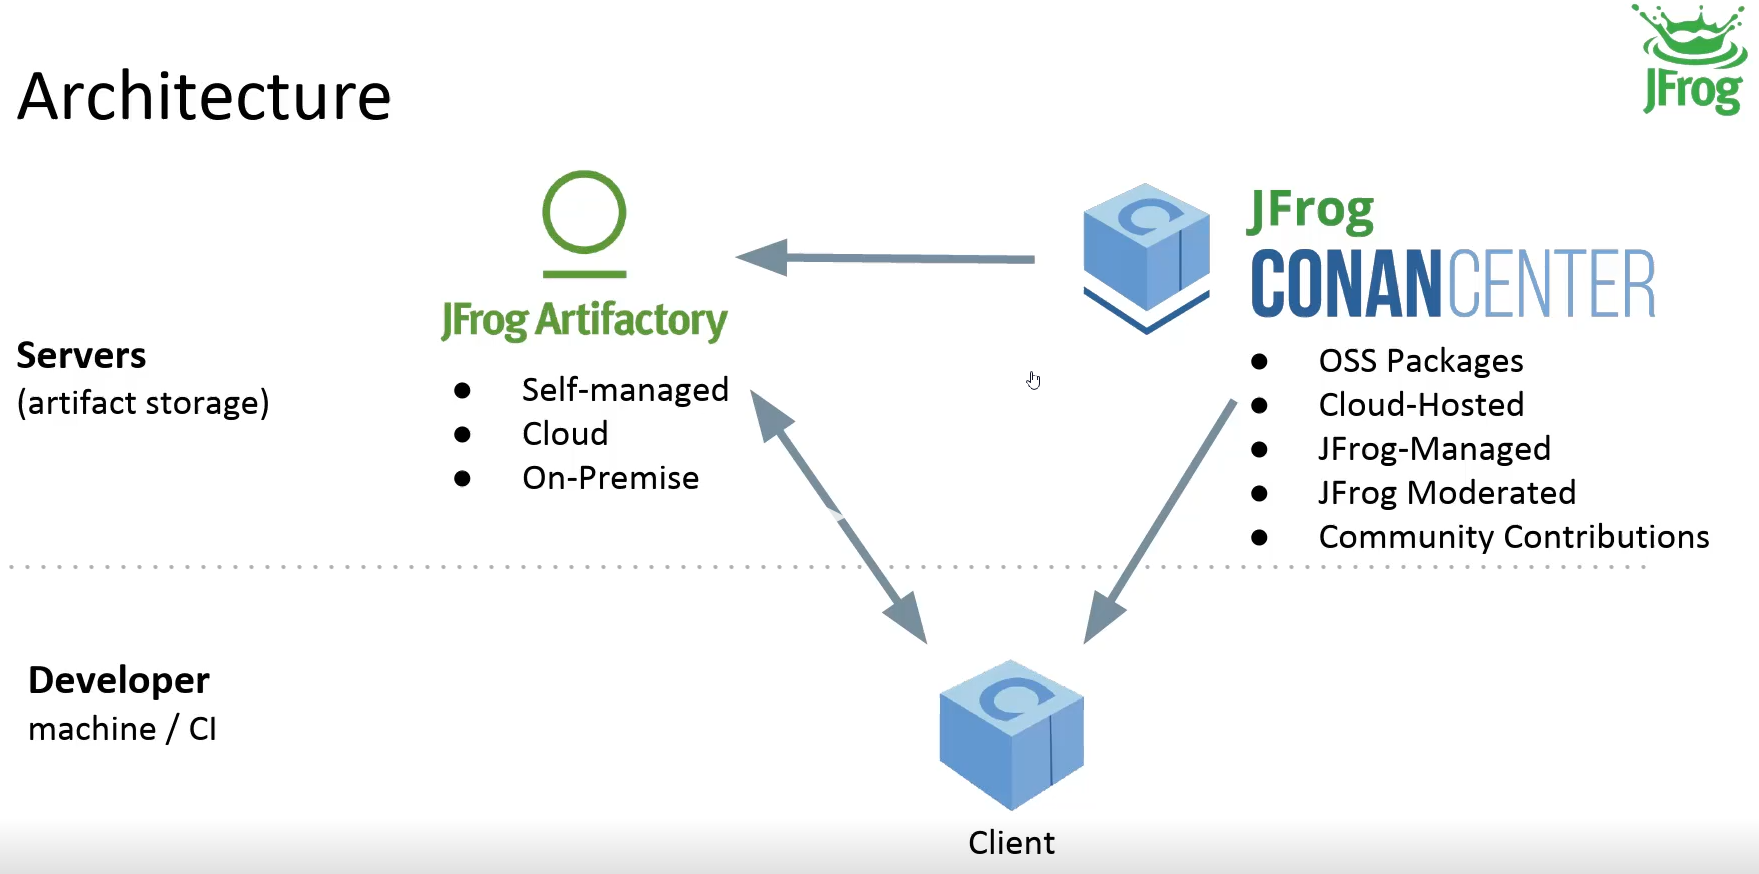 Architecture
JFrog
JFrog Artifactory
JFrog
CONANCENTER
Servers
(artifact storage)
● Self-managed
● Cloud
● On-Premise
● OSS Packages
● Cloud-Hosted
● JFrog-Managed
● JFrog Moderated
● Community Contributions
Developer
machine / CI
Client